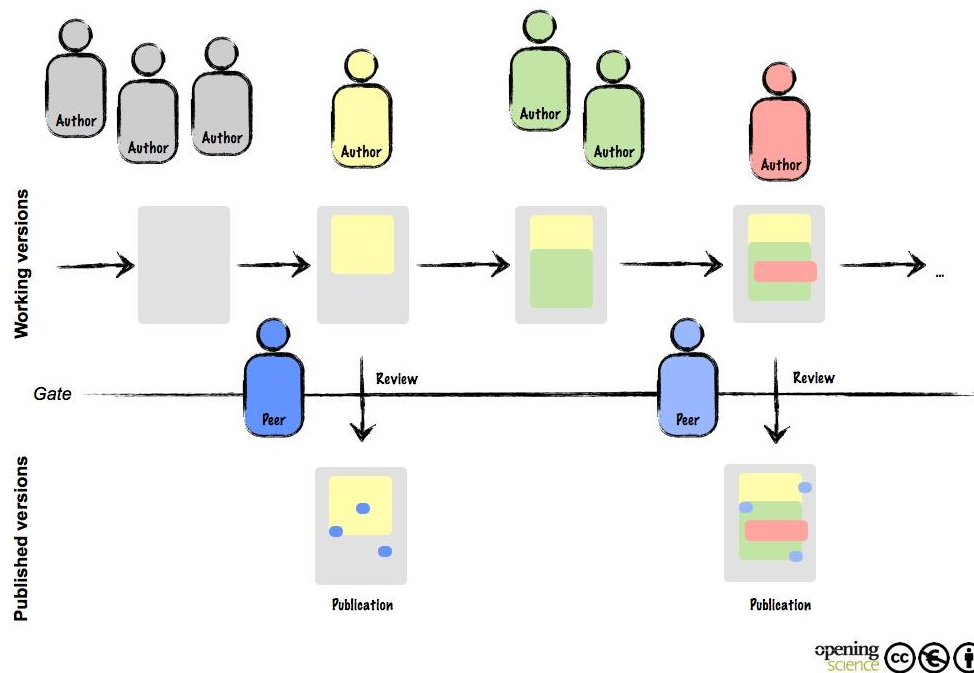 Author
Author
Author
Author
Author
Author
Author
Working versions
...
Gate
Peer
Review
Peer
Review
Published versions
Publication
Publication
opening
science
cc
€